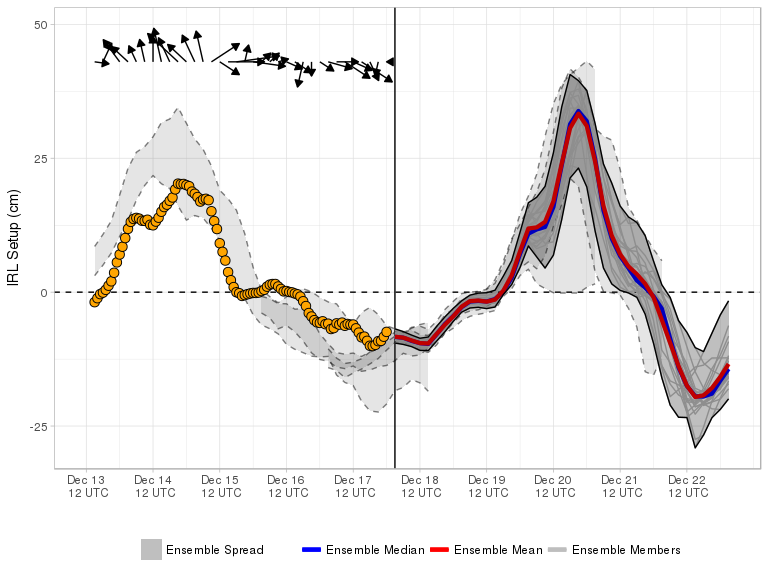 50
25
0
-25
IRL Setup (cm)
Dec 13 Dec 14 Dec 15 Dec 16 Dec 17 Dec 18 Dec 19 Dec 20 Dec 21 Dec 22
12 UTC 12 UTC 12 UTC 12 UTC 12 UTC 12 UTC 12 UTC 12 UTC 12 UTC 12 UTC
Ensemble Spread Ensemble Median Ensemble Mean Ensemble Members